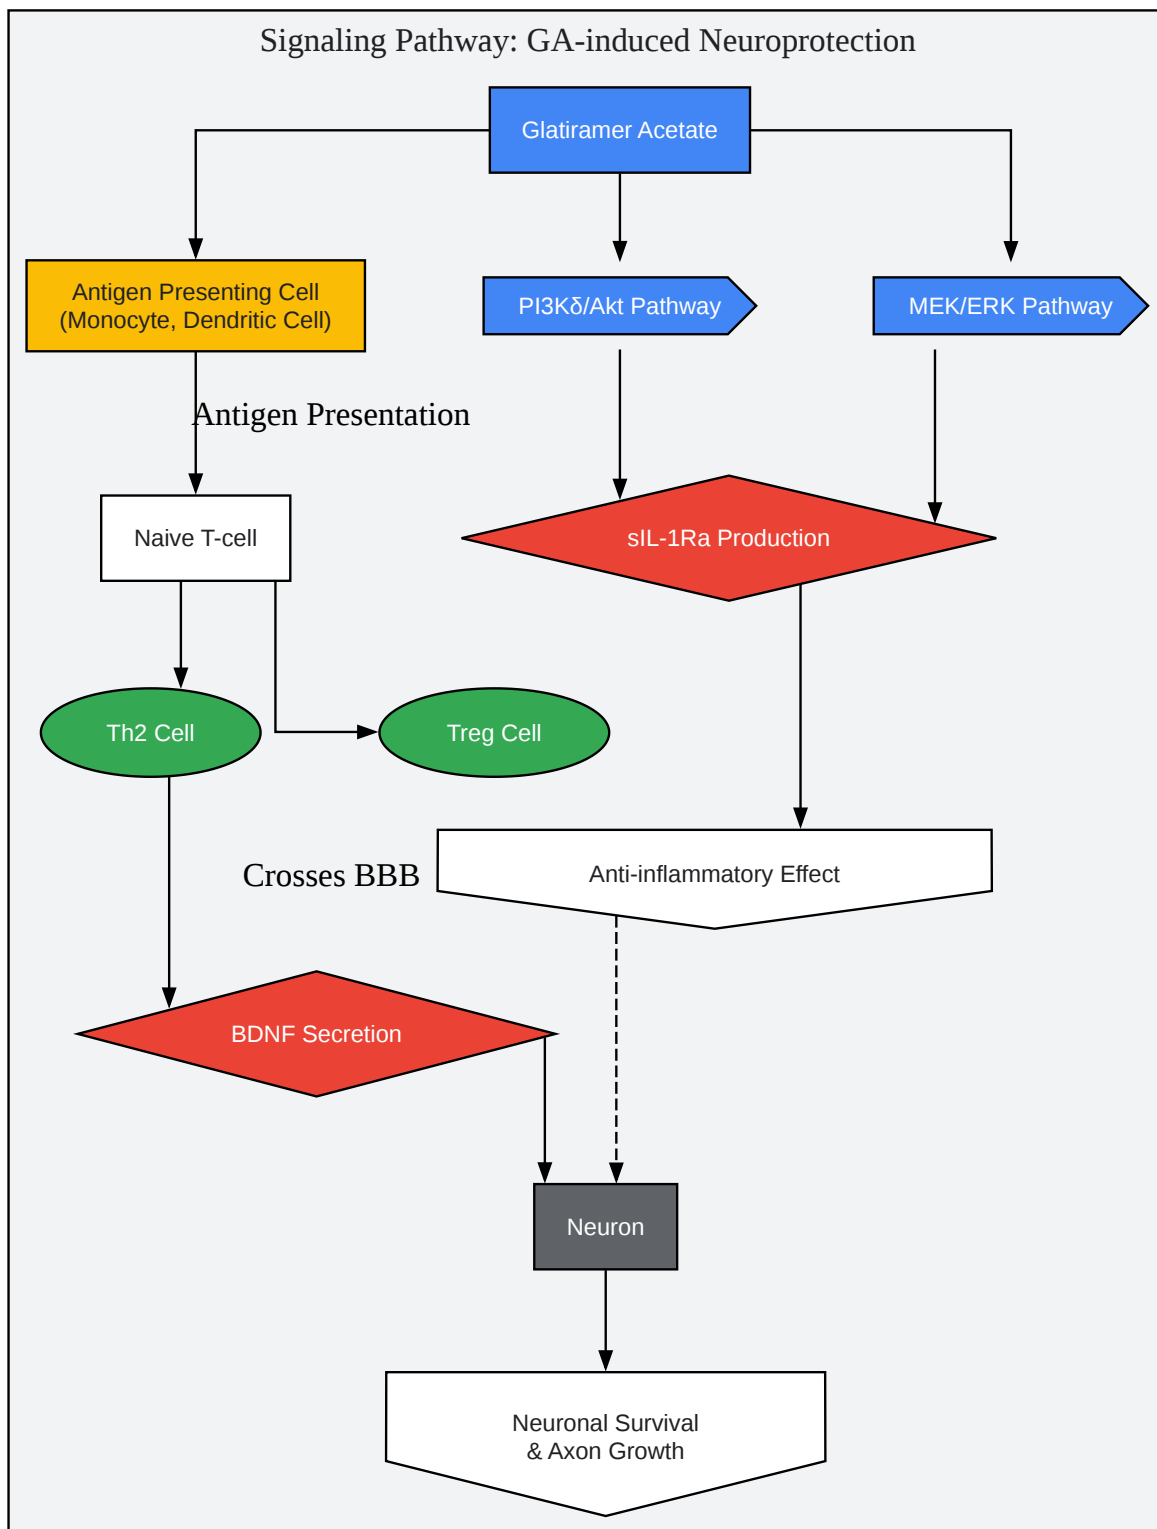 Signaling Pathway: GA-induced Neuroprotection
Glatiramer Acetate
Antigen Presenting Cell
(Monocyte, Dendritic Cell)
PI3Kδ/Akt Pathway
MEK/ERK Pathway
Antigen Presentation
Naive T-cell
sIL-1Ra Production
Th2 Cell
Treg Cell
Crosses BBB
Anti-inflammatory Effect
BDNF Secretion
Neuron
Neuronal Survival
& Axon Growth